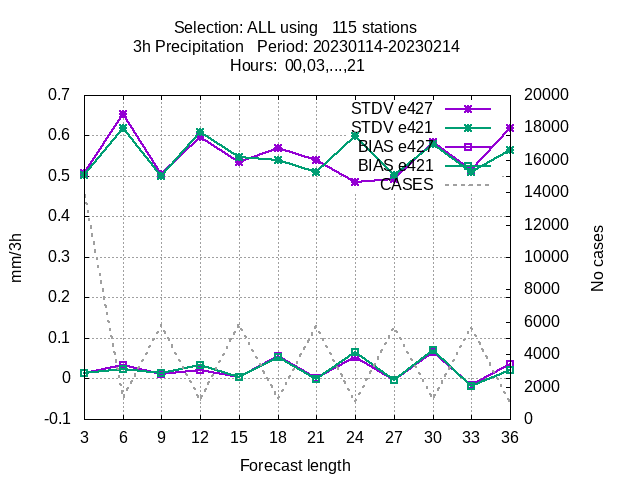 Selection: ALL using   115 stations
3h Precipitation   Period: 20230114-20230214
Hours:  00,03,...,21
STDV e427
STDV e421
BIAS e427
BIAS e421
CASES
0.7
0.6
0.5
0.4
0.3
0.2
0.1
0
-0.1
20000
18000
16000
14000
12000
10000
8000
6000
4000
2000
0
mm/3h
No cases
3 6 9 12 15 18 21 24 27 30 33 36
Forecast length